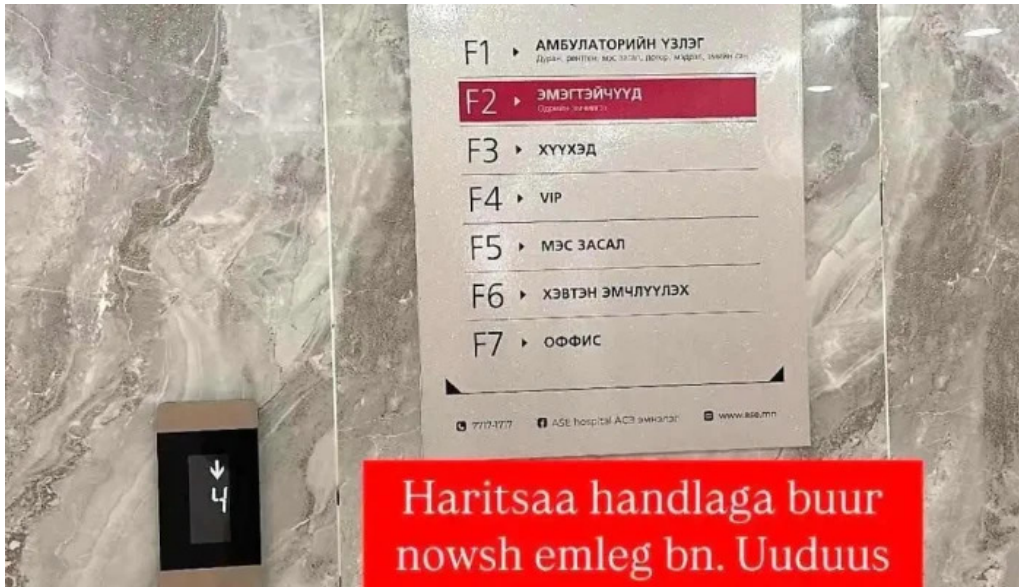 F1 ▸ АМБУЛАТОРИЙН ҮЗЛЭГ
F2 ▸ ЭМЭГТЭЙЧҮҮД
F3 ▸ ХҮҮХЭД
F4 ▸ VIP
F5 ▸ МЭС ЗАСАЛ
F6 ▸ ХЭВТЭН ЭМЧЛҮҮЛЭХ
F7 ▸ ОФФИС
7717-1717 ASE hospital АСЭ эмнэлэг www.ase.mn
↓
4
Haritsaa handlaga buur
nowsh emleg bn. Uuduus